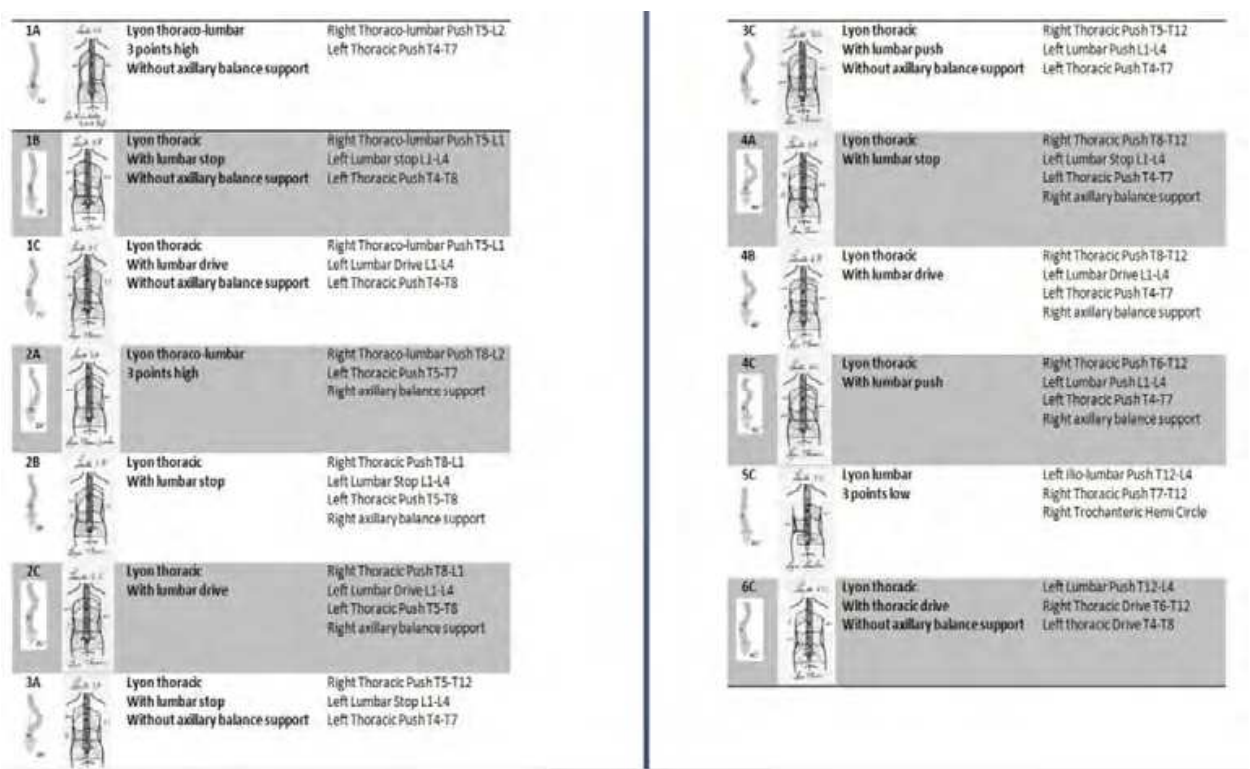 1A Lyon thoraco-lumbar Right Thoraco-lumbar Push T5-L2
3 points high Left Thoracic Push T4-T7
Without axillary balance support
1B Lyon thoracic Right Thoraco-lumbar Push T5-L1
With lumbar stop Left Lumbar stop L1-L4
Without axillary balance support Left Thoracic Push T4-T8
1C Lyon thoracic Right Thoraco-lumbar Push T5-L1
With lumbar drive Left Lumbar Drive L1-L4
Without axillary balance support Left Thoracic Push T4-T8
2A Lyon thoraco-lumbar Right Thoraco-lumbar Push T8-L2
3 points high Left Thoracic Push T5-T7
Right axillary balance support
2B Lyon thoracic Right Thoracic Push T8-L1
With lumbar stop Left Lumbar Stop L1-L4
Left Thoracic Push T5-T8
Right axillary balance support
2C Lyon thoracic Right Thoracic Push T8-L1
With lumbar drive Left Lumbar Drive L1-L4
Left Thoracic Push T5-T8
Right axillary balance support
3A Lyon thoracic Right Thoracic Push T5-T12
With lumbar stop Left Lumbar Stop L1-L4
Without axillary balance support Left Thoracic Push T4-T7
3C Lyon thoracic Right Thoracic Push T5-T12
With lumbar push Left Lumbar Push L1-L4
Without axillary balance support Left Thoracic Push T4-T7
4A Lyon thoracic Right Thoracic Push T8-T12
With lumbar stop Left Lumbar Stop L1-L4
Left Thoracic Push T4-T7
Right axillary balance support
4B Lyon thoracic Right Thoracic Push T8-T12
With lumbar drive Left Lumbar Drive L1-L4
Left Thoracic Push T4-T7
Right axillary balance support
4C Lyon thoracic Right Thoracic Push T6-T12
With lumbar push Left Lumbar Push L1-L4
Left Thoracic Push T4-T7
Right axillary balance support
5C Lyon lumbar Left Ilio-lumbar Push T12-L4
3 points low Right Thoracic Push T7-T12
Right Trochanteric Hemi Circle
6C Lyon thoracic Left Lumbar Push T12-L4
With thoracic drive Right Thoracic Drive T6-T12
Without axillary balance support Left thoracic Drive T4-T8